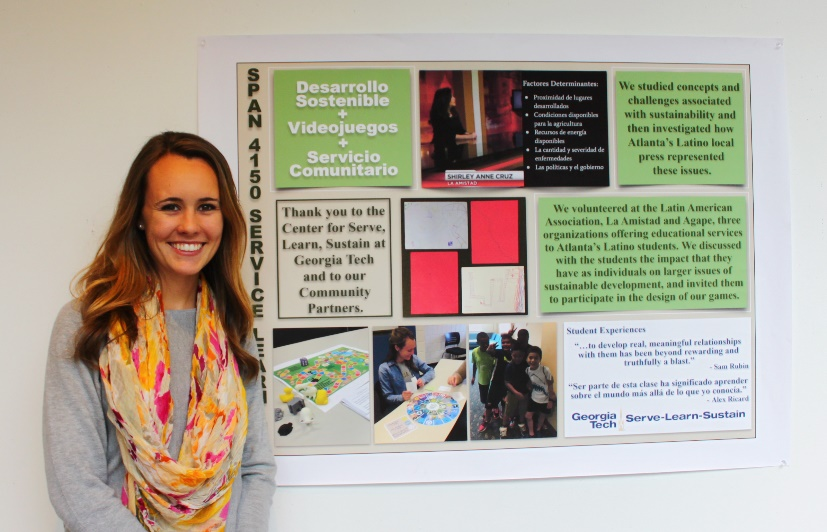 SPAN 4150 SERVICE
Desarrollo
Sostenible
+
Videojuegos
+
Servicio
Comunitario
SHIRLEY ANNE CRUZ
LA AMISTAD
Factores Determinantes:
• Proximidad de lugares
desarrollados
• Condiciones disponibles
para la agricultura
• Recursos de energía
disponibles
• La cantidad y severidad de
enfermedades
• Las políticas y el gobierno
We studied concepts and
challenges associated
with sustainability and
then investigated how
Atlanta's Latino local
press represented
these issues.
Thank you to the
Center for Serve,
Learn, Sustain at
Georgia Tech
and to our
Community
Partners.
We volunteered at the Latin American
Association, La Amistad and Agape, three
organizations offering educational services
to Atlanta's Latino students. We discussed
with the students the impact that they
have as individuals on larger issues of
sustainable development, and invited them
to participate in the design of our games.
Student Experiences
"…to develop real, meaningful relationships
with them has been beyond rewarding and
truthfully a blast."
- Sam Rubin
"Ser parte de esta clase ha significado aprender
sobre el mundo más allá de lo que yo conocía."
- Alex Ricard
Georgia
Tech
Serve-Learn-Sustain